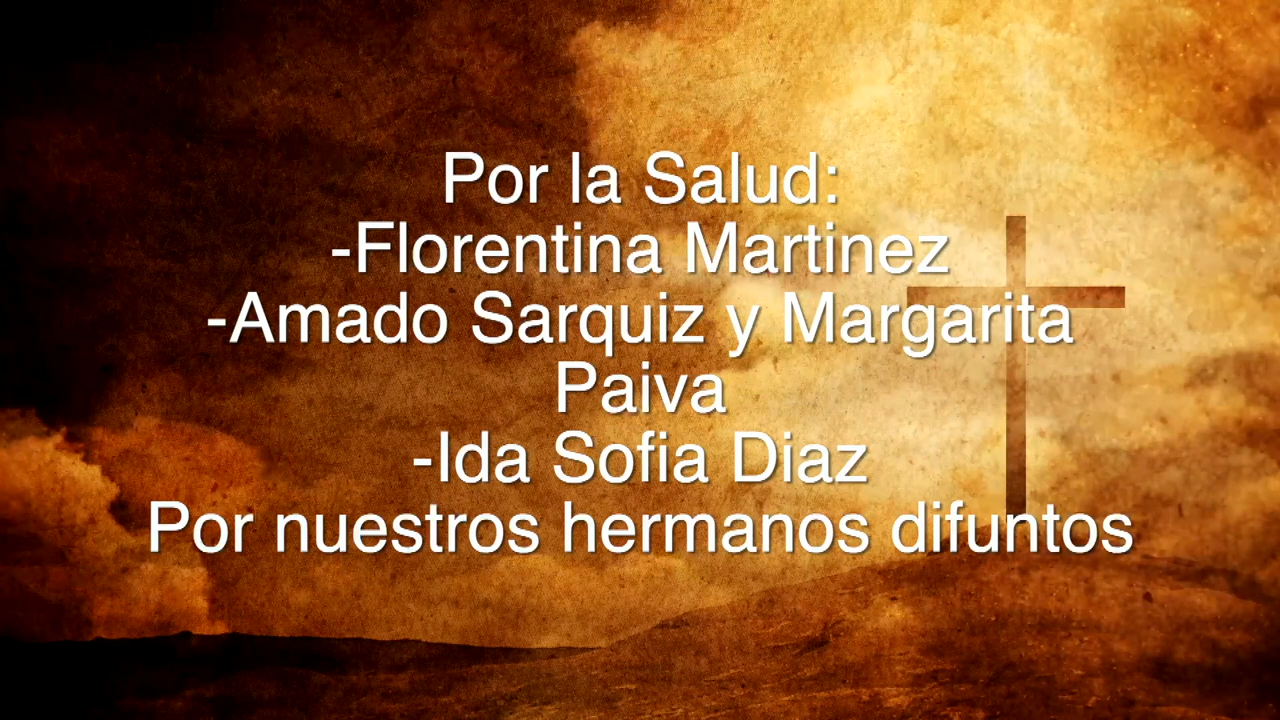 Por la Salud:
-Florentina Martinez
-Amado Sarquiz y Margarita
Paiva
-Ida Sofia Diaz
Por nuestros hermanos difuntos